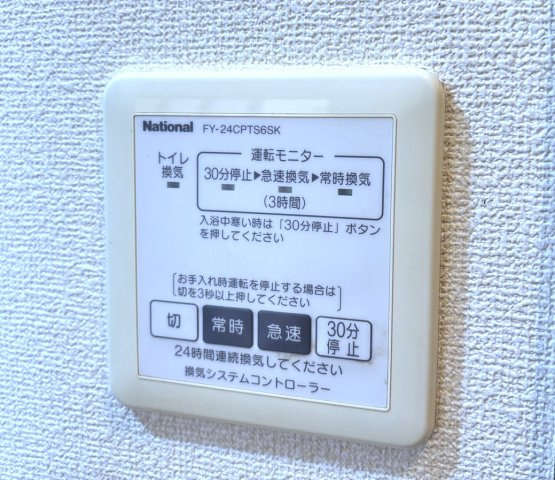 National FY-24CPTS6SK
トイレ
換気
運転モニター
30分停止▶急速換気▶常時換気
(3時間)
入浴中寒い時は「30分停止」ボタン
を押してください
お手入れ時運転を停止する場合は
切を3秒以上押してください
切 常時 急速 30分
停止
24時間連続換気してください
換気システムコントローラー